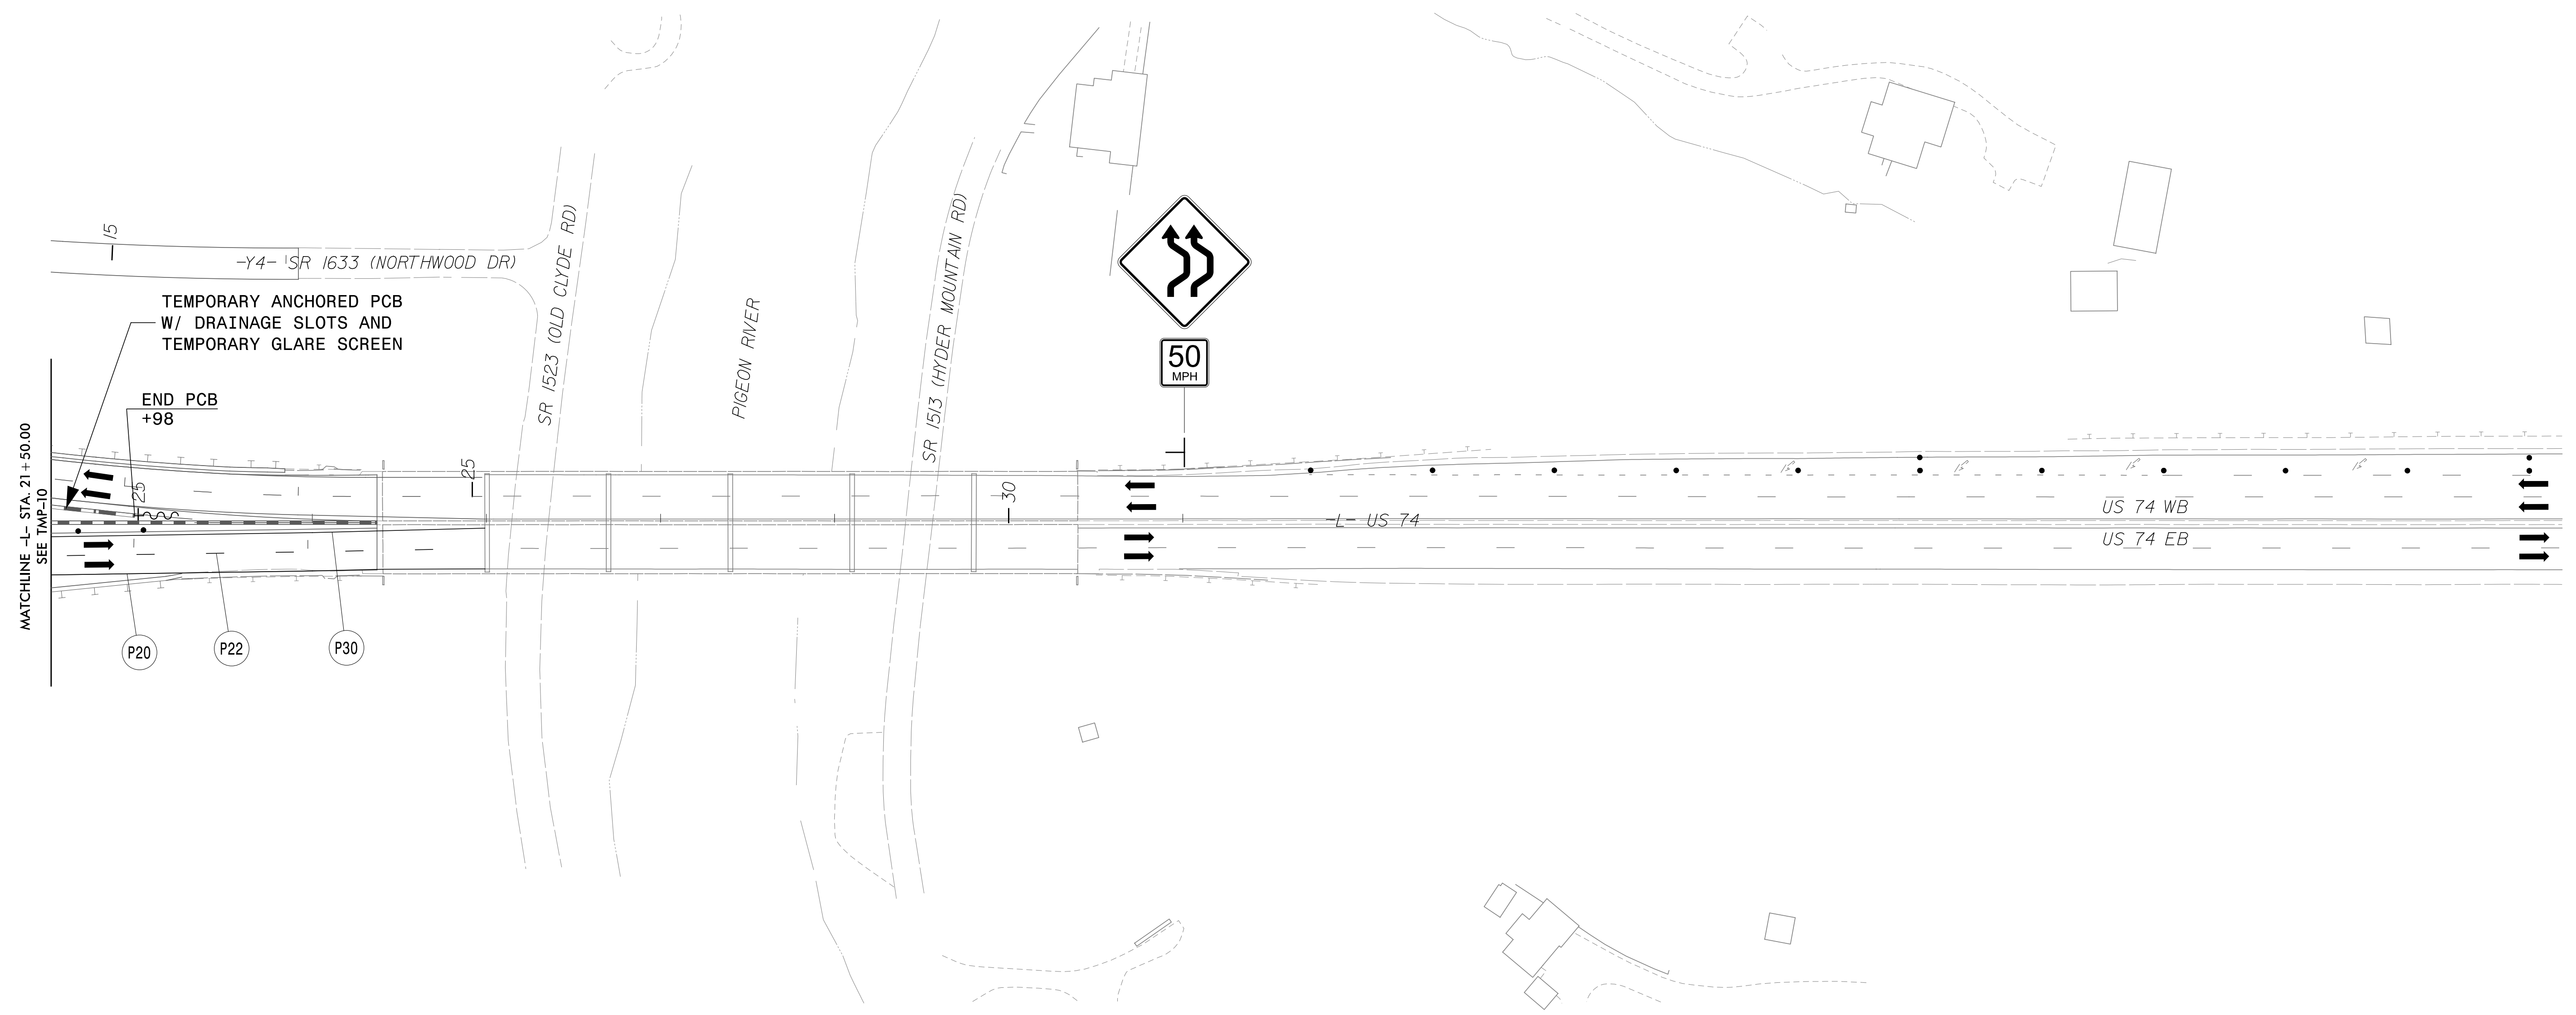 15
-Y4- SR 1633 (NORTHWOOD DR)
TEMPORARY ANCHORED PCB
W/ DRAINAGE SLOTS AND
TEMPORARY GLARE SCREEN
END PCB
+98
MATCHLINE -L- STA. 21+50.00
SEE TMP-10
SR 1523 (OLD CLYDE RD)
PIGEON RIVER
SR 1513 (HYDER MOUNTAIN RD)
50
MPH
25
25
30
-L- US 74
US 74 WB
US 74 EB
P20
P22
P30